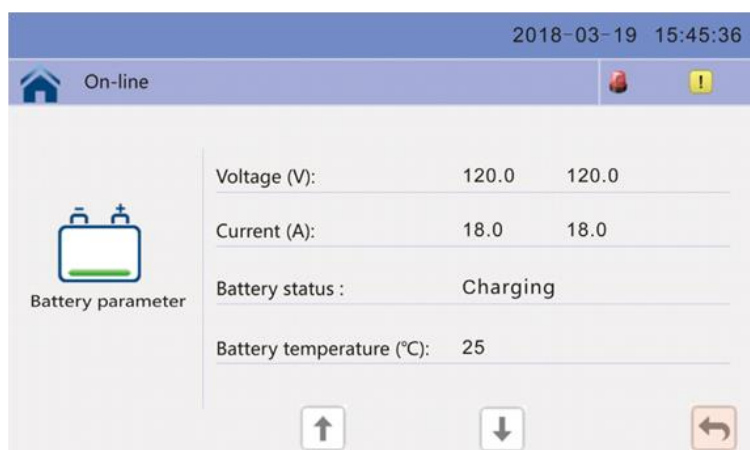 2018-03-19 15:45:36
On-line
Voltage (V): 120.0 120.0
Current (A): 18.0 18.0
Battery status : Charging
Battery parameter
Battery temperature (℃): 25